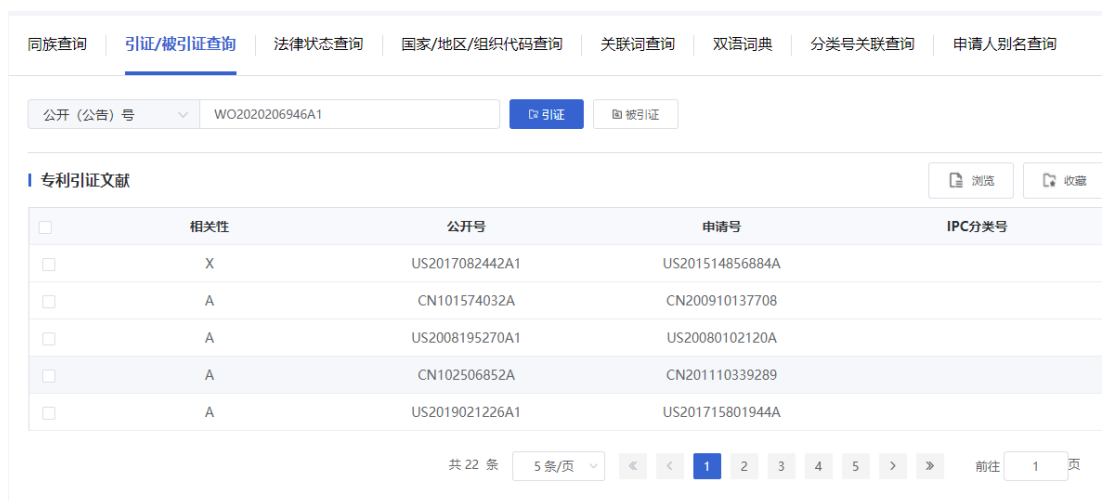 同族查询 引证/被引证查询 法律状态查询 国家/地区/组织代码查询 关联词查询 双语词典 分类号关联查询 申请人别名查询
公开（公告）号 WO2020206946A1 引证 被引证
专利引证文献 浏览 收藏
相关性 公开号 申请号 IPC分类号
X US2017082442A1 US201514856884A
A CN101574032A CN200910137708
A US2008195270A1 US20080102120A
A CN102506852A CN201110339289
A US2019021226A1 US201715801944A
共 22 条 5 条/页 « < 1 2 3 4 5 > » 前往 1 页